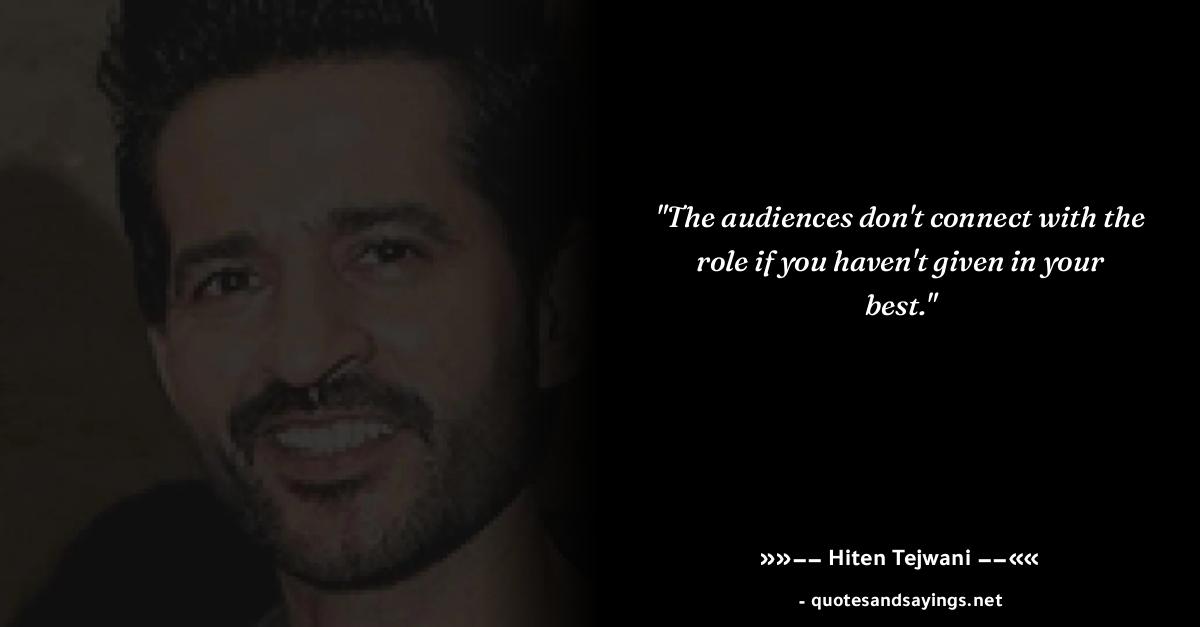 "The audiences don't connect with the
role if you haven't given in your
best."
»»−− Hiten Tejwani −−««
- quotesandsayings.net